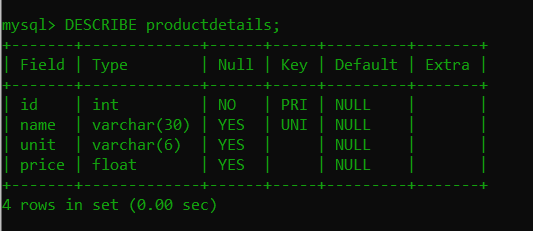 mysql> DESCRIBE productdetails;
+-------+-------------+------+-----+---------+-------+
| Field | Type        | Null | Key | Default | Extra |
+-------+-------------+------+-----+---------+-------+
| id    | int         | NO   | PRI | NULL    |       |
| name  | varchar(30) | YES  | UNI | NULL    |       |
| unit  | varchar(6)  | YES  |     | NULL    |       |
| price | float       | YES  |     | NULL    |       |
+-------+-------------+------+-----+---------+-------+
4 rows in set (0.00 sec)